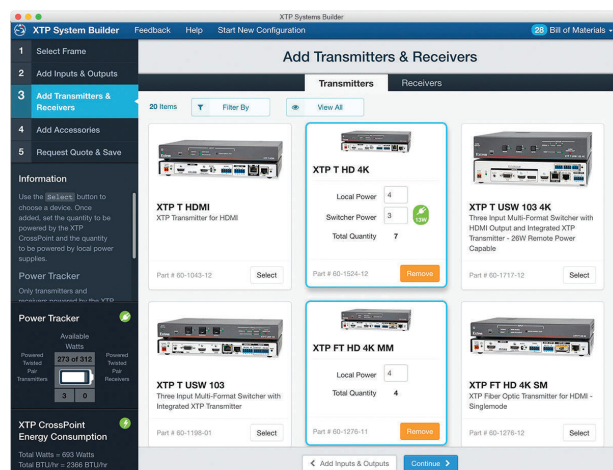 XTP Systems Builder
XTP System Builder
Feedback
Help
Start New Configuration
28 Bill of Materials
1 Select Frame
2 Add Inputs & Outputs
3 Add Transmitters &
Receivers
4 Add Accessories
5 Request Quote & Save
Information
Use the Select button to
choose a device. Once
added, set the quantity to be
powered by the XTP
CrossPoint and the quantity
to be powered by local power
supplies.
Power Tracker
Only transmitters and
receivers powered by the XTP
Power Tracker
Available
Watts
Powered
Twisted
Pair
Transmitters
273 of 312
Powered
Twisted
Pair
Receivers
3 0
XTP CrossPoint
Energy Consumption
Total Watts = 693 Watts
Total BTU/hr = 2366 BTU/hr
Add Transmitters & Receivers
Transmitters
Receivers
20 Items
Filter By
View All
XTP T HDMI
XTP Transmitter for HDMI
Part # 60-1043-12
Select
XTP T HD 4K
Local Power 4
Switcher Power 3
13W
Total Quantity 7
Part # 60-1524-12
Remove
XTP T USW 103 4K
Three Input Multi-Format Switcher with
HDMI Output and Integrated XTP
Transmitter - 26W Remote Power
Capable
Part # 60-1717-12
Select
XTP T USW 103
Three Input Multi-Format Switcher with
Integrated XTP Transmitter
Part # 60-1198-01
Select
XTP FT HD 4K MM
Local Power 4
Total Quantity 4
Part # 60-1276-11
Remove
XTP FT HD 4K SM
XTP Fiber Optic Transmitter for HDMI -
Singlemode
Part # 60-1276-12
Select
Add Inputs & Outputs
Continue